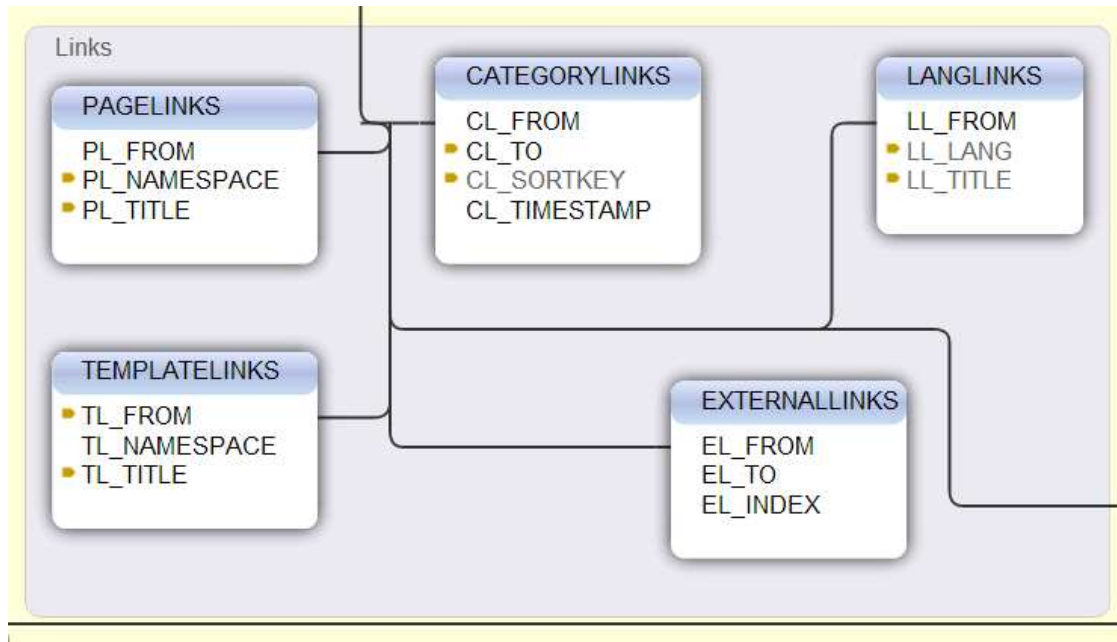 Links
PAGELINKS
PL_FROM
PL_NAMESPACE
PL_TITLE
CATEGORYLINKS
CL_FROM
CL_TO
CL_SORTKEY
CL_TIMESTAMP
LANGLINKS
LL_FROM
LL_LANG
LL_TITLE
TEMPLATELINKS
TL_FROM
TL_NAMESPACE
TL_TITLE
EXTERNALLINKS
EL_FROM
EL_TO
EL_INDEX